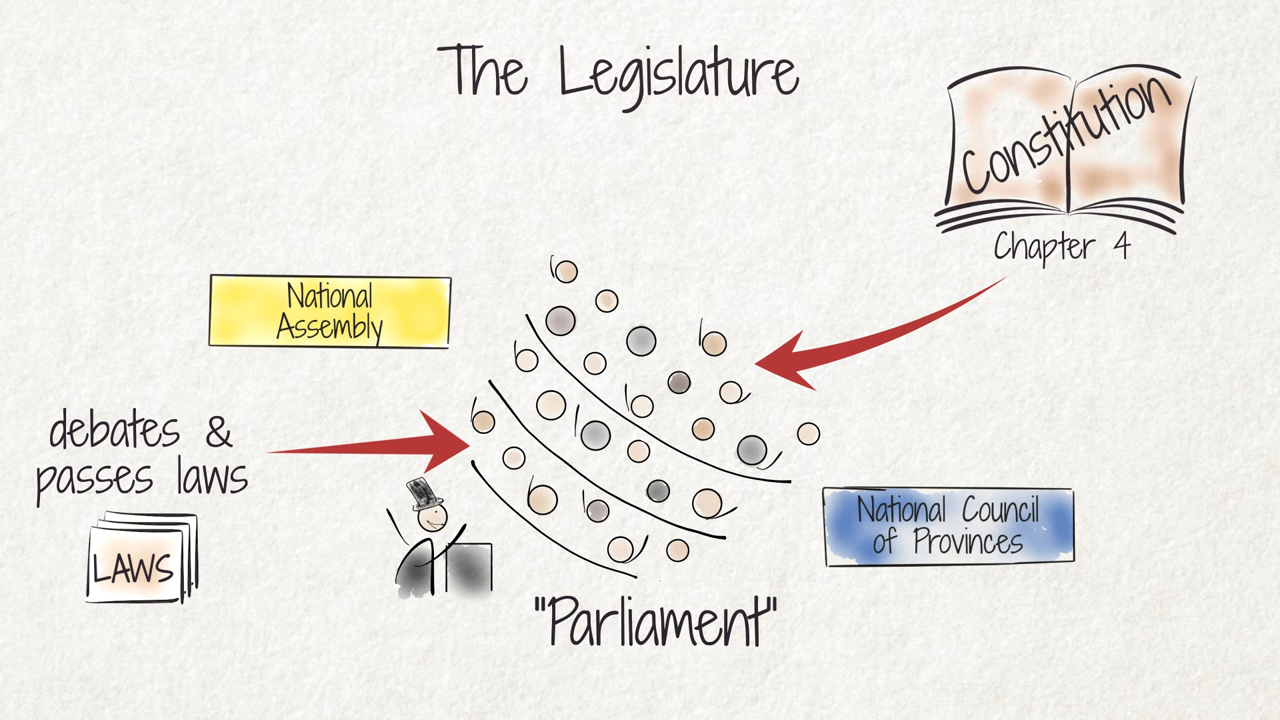 The Legislature
Constitution
Chapter 4
National
Assembly
debates &
passes laws
LAWS
National Council
of Provinces
"Parliament"